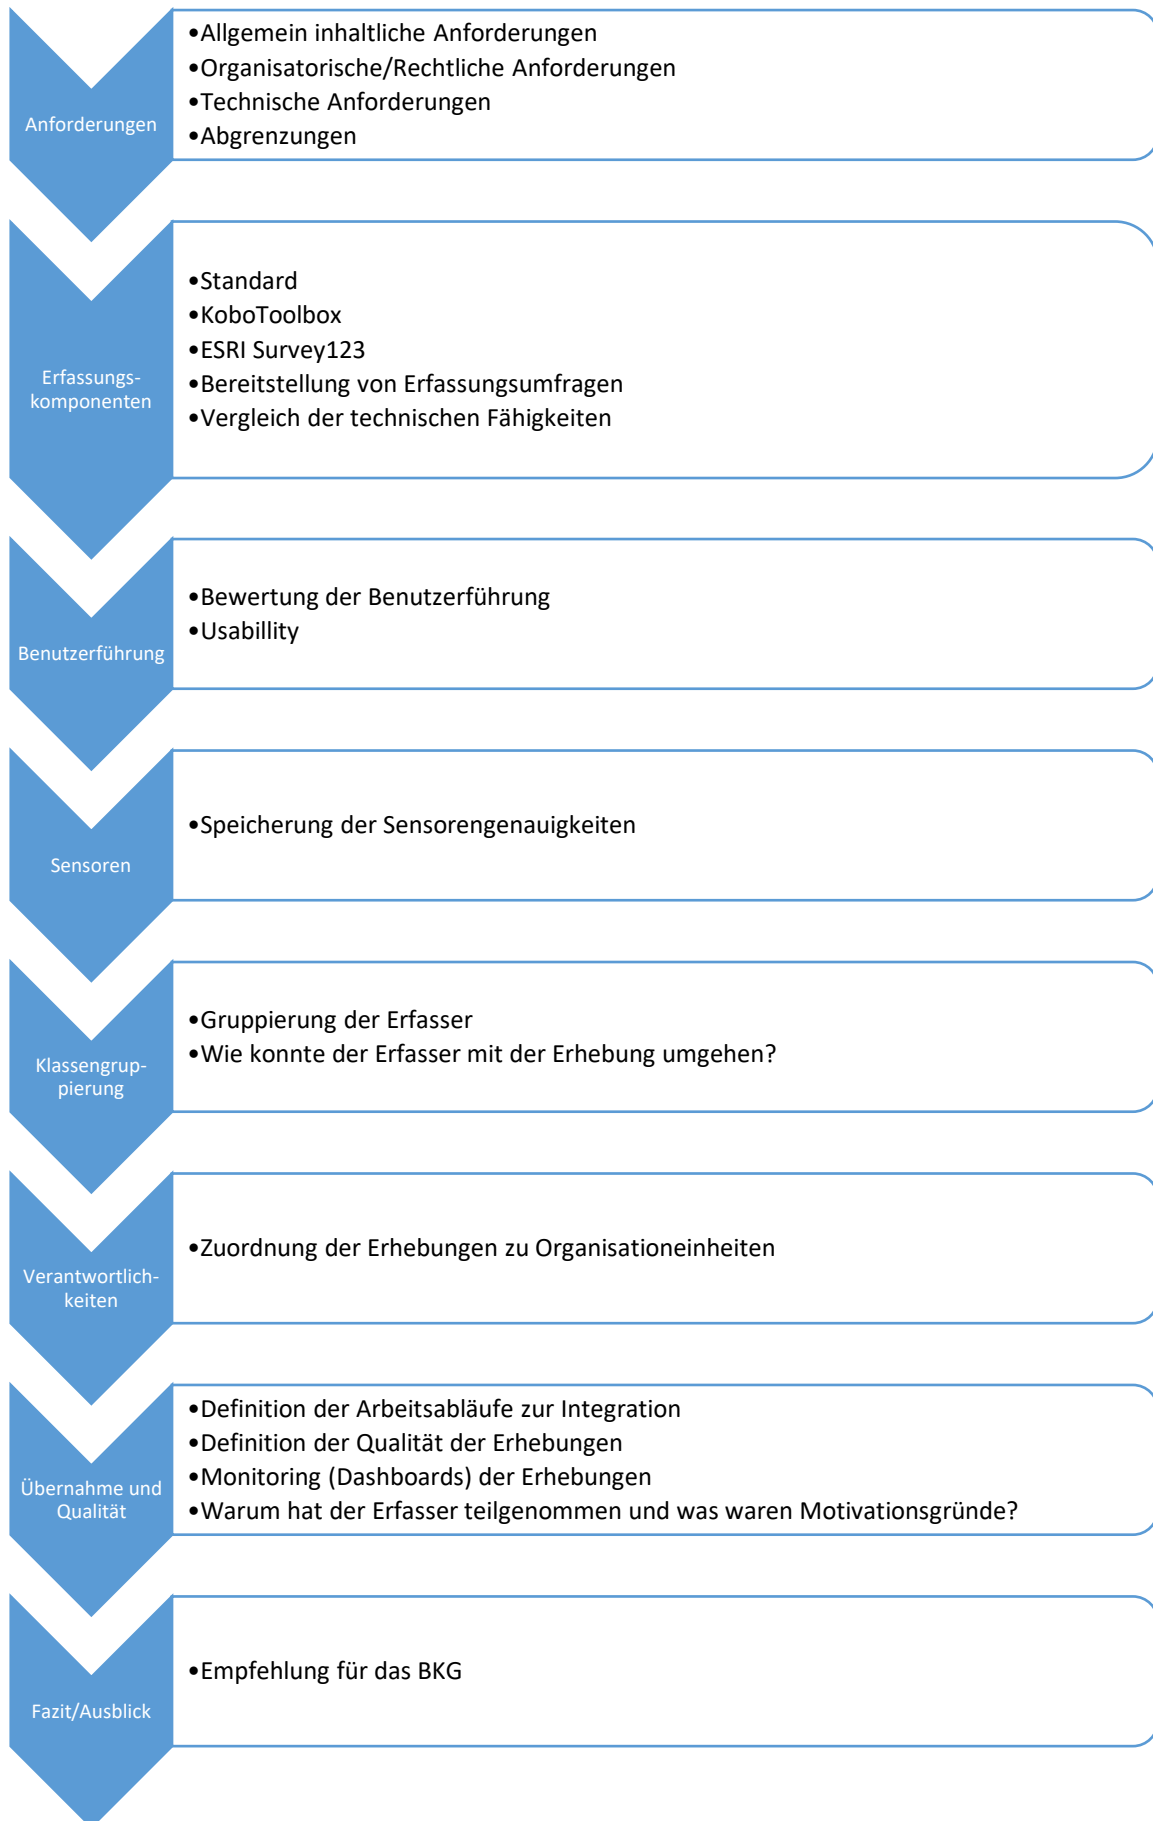 Anforderungen
•Allgemein inhaltliche Anforderungen
•Organisatorische/Rechtliche Anforderungen
•Technische Anforderungen
•Abgrenzungen
Erfassungs-
komponenten
•Standard
•KoboToolbox
•ESRI Survey123
•Bereitstellung von Erfassungsumfragen
•Vergleich der technischen Fähigkeiten
Benutzerführung
•Bewertung der Benutzerführung
•Usabillity
Sensoren
•Speicherung der Sensorengenauigkeiten
Klassengrup-
pierung
•Gruppierung der Erfasser
•Wie konnte der Erfasser mit der Erhebung umgehen?
Verantwortlich-
keiten
•Zuordnung der Erhebungen zu Organisationeinheiten
Übernahme und
Qualität
•Definition der Arbeitsabläufe zur Integration
•Definition der Qualität der Erhebungen
•Monitoring (Dashboards) der Erhebungen
•Warum hat der Erfasser teilgenommen und was waren Motivationsgründe?
Fazit/Ausblick
•Empfehlung für das BKG